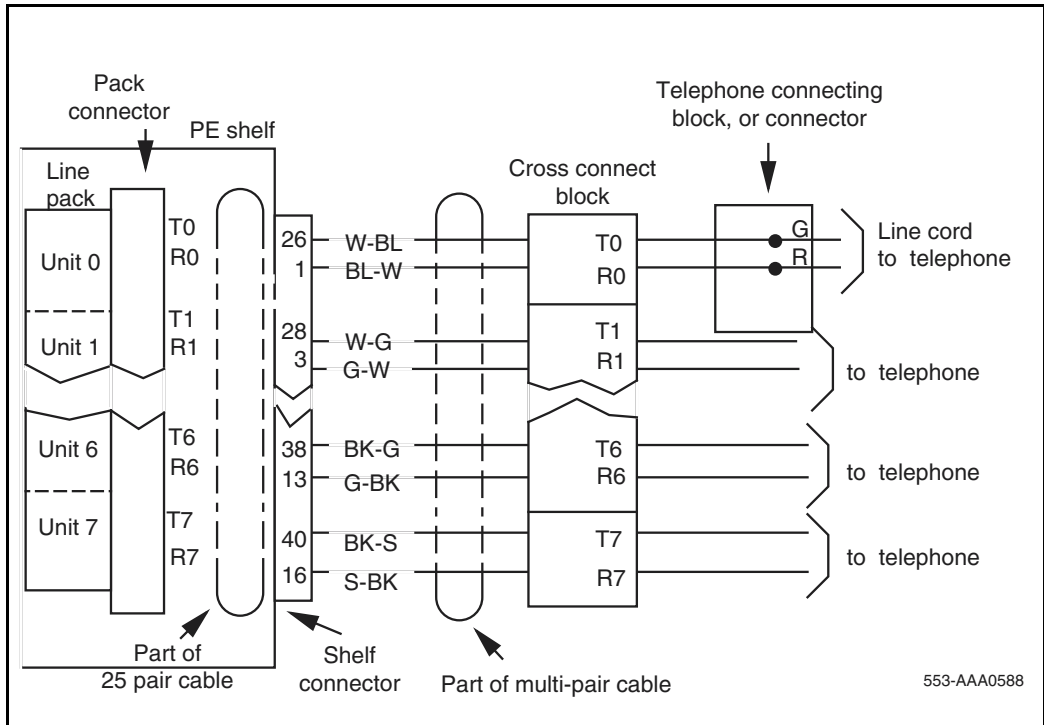 Pack
connector
PE shelf
Telephone connecting
block, or connector
Line
pack
Cross connect
block
Unit 0
T0
R0
26
W-BL
T0
G
1
BL-W
R0
R
Line cord
to telephone
Unit 1
T1
R1
28
W-G
T1
3
G-W
R1
to telephone
Unit 6
T6
R6
38
BK-G
T6
13
G-BK
R6
to telephone
Unit 7
T7
R7
40
BK-S
T7
16
S-BK
R7
to telephone
Part of
25 pair cable
Shelf
connector
Part of multi-pair cable
553-AAA0588